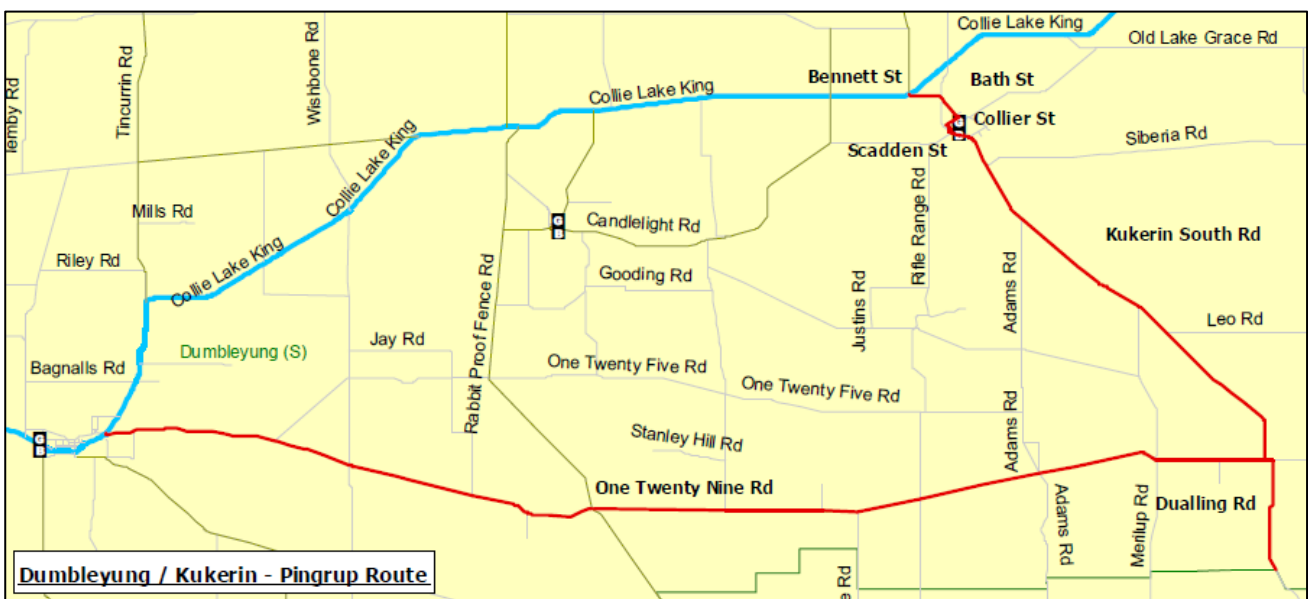 Collie Lake King
Old Lake Grace Rd
Tincurrin Rd
Wishbone Rd
Bennett St
Bath St
Collie Lake King
Collier St
Scadden St
Siberia Rd
Collie Lake King
Mills Rd
Candlelight Rd
Rifle Range Rd
Kukerin South Rd
Riley Rd
Collie Lake King
Gooding Rd
Rabbit Proof Fence Rd
Justins Rd
Adams Rd
Leo Rd
Jay Rd
Dumbleyung (S)
Bagnalls Rd
One Twenty Five Rd
One Twenty Five Rd
Adams Rd
Stanley Hill Rd
One Twenty Nine Rd
Adams Rd
Merilup Rd
Dualling Rd
Dumbleyung / Kukerin - Pingrup Route